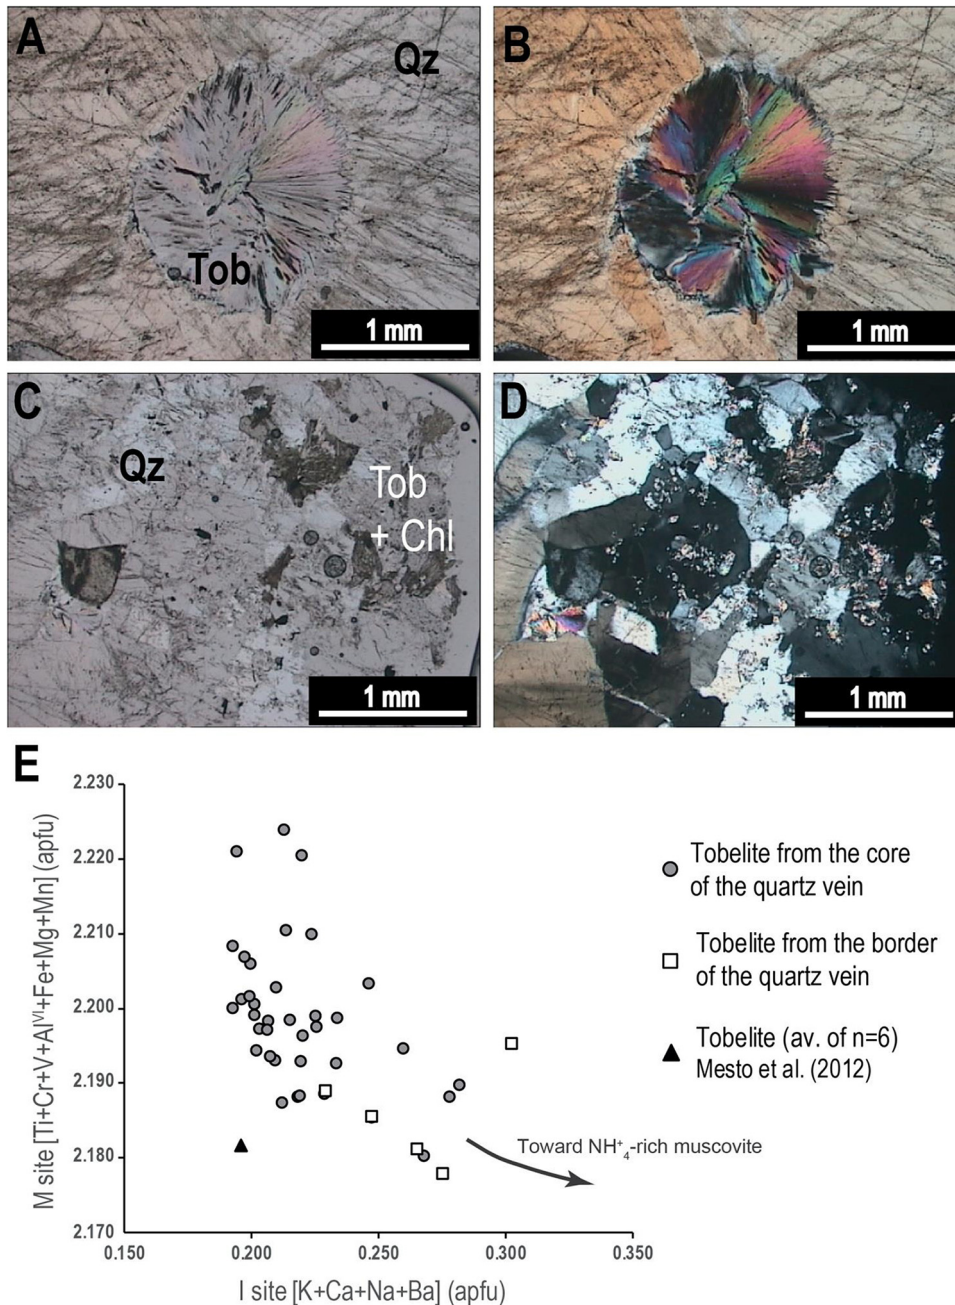 A
Qz
Tob
1 mm
B
1 mm
C
Qz
Tob
+ Chl
1 mm
D
1 mm
E
M site [Ti+Cr+V+Al^VI+Fe+Mg+Mn] (apfu)
2.230
2.220
2.210
2.200
2.190
2.180
2.170
0.150
0.200
0.250
0.300
0.350
I site [K+Ca+Na+Ba] (apfu)
Toward NH⁺₄-rich muscovite
Tobelite from the core
of the quartz vein
Tobelite from the border
of the quartz vein
Tobelite (av. of n=6)
Mesto et al. (2012)